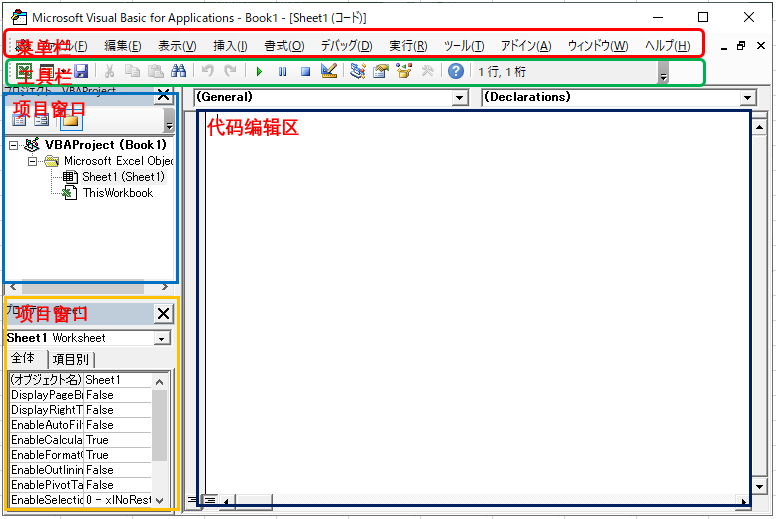 Microsoft Visual Basic for Applications - Book1 - [Sheet1 (コード)]
菜单栏
(F) 編集(E) 表示(V) 挿入(I) 書式(O) デバッグ(D) 実行(R) ツール(T) アドイン(A) ウィンドウ(W) ヘルプ(H)
工具栏
1 行, 1 桁
プロジェクト - VBAProject
(General)
(Declarations)
项目窗口
代码编辑区
VBAProject (Book1)
Microsoft Excel Objec
Sheet1 (Sheet1)
ThisWorkbook
项目窗口
Sheet1 Worksheet
全体 項目別
(オブジェクト名) Sheet1
DisplayPageBr False
DisplayRightT False
EnableAutoFil False
EnableCalcula True
EnableFormatC True
EnableOutlinin False
EnablePivotTa False
EnableSelectio 0 - xlNoRest